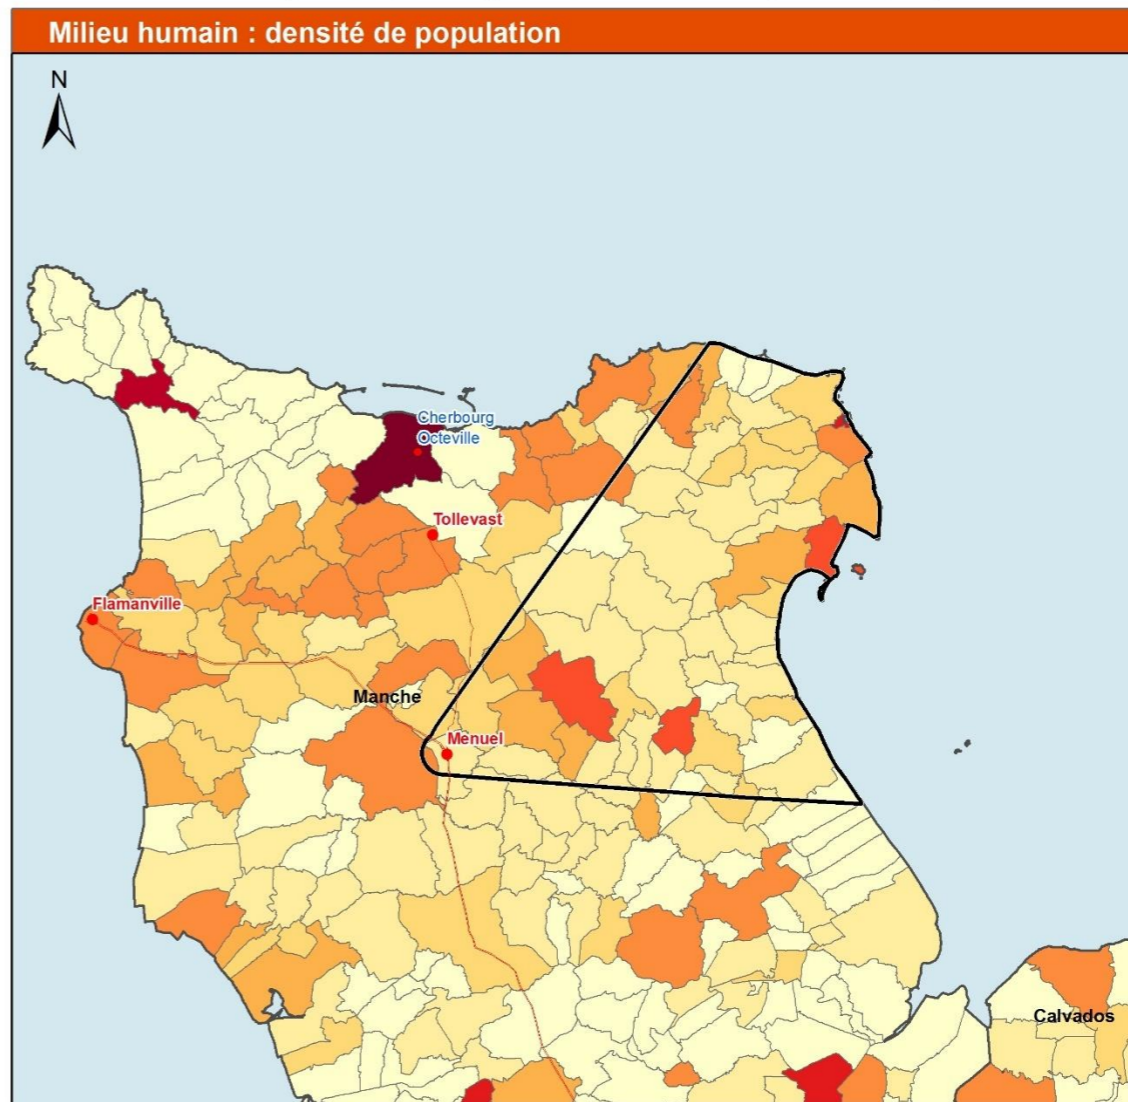 Milieu humain : densité de population
N
Cherbourg
Octeville
Tollevast
Flamanville
Manche
Menuel
Calvados